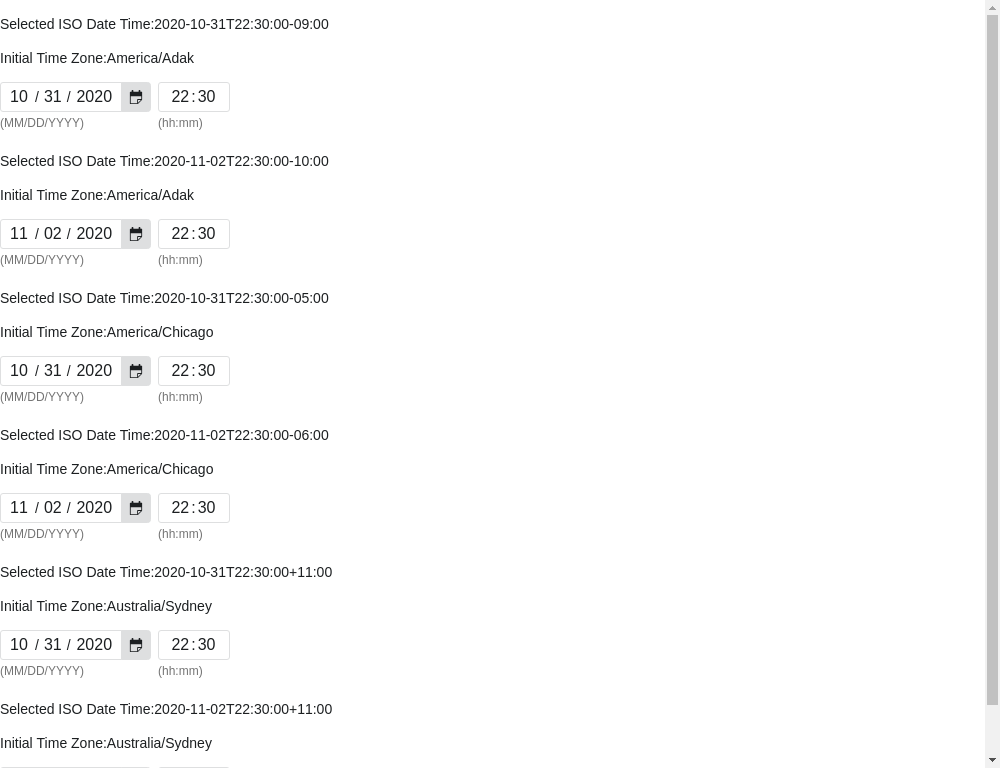 Selected ISO Date Time:2020-10-31T22:30:00-09:00
Initial Time Zone:America/Adak
10 / 31 / 2020 22:30
(MM/DD/YYYY) (hh:mm)
Selected ISO Date Time:2020-11-02T22:30:00-10:00
Initial Time Zone:America/Adak
11 / 02 / 2020 22:30
(MM/DD/YYYY) (hh:mm)
Selected ISO Date Time:2020-10-31T22:30:00-05:00
Initial Time Zone:America/Chicago
10 / 31 / 2020 22:30
(MM/DD/YYYY) (hh:mm)
Selected ISO Date Time:2020-11-02T22:30:00-06:00
Initial Time Zone:America/Chicago
11 / 02 / 2020 22:30
(MM/DD/YYYY) (hh:mm)
Selected ISO Date Time:2020-10-31T22:30:00+11:00
Initial Time Zone:Australia/Sydney
10 / 31 / 2020 22:30
(MM/DD/YYYY) (hh:mm)
Selected ISO Date Time:2020-11-02T22:30:00+11:00
Initial Time Zone:Australia/Sydney